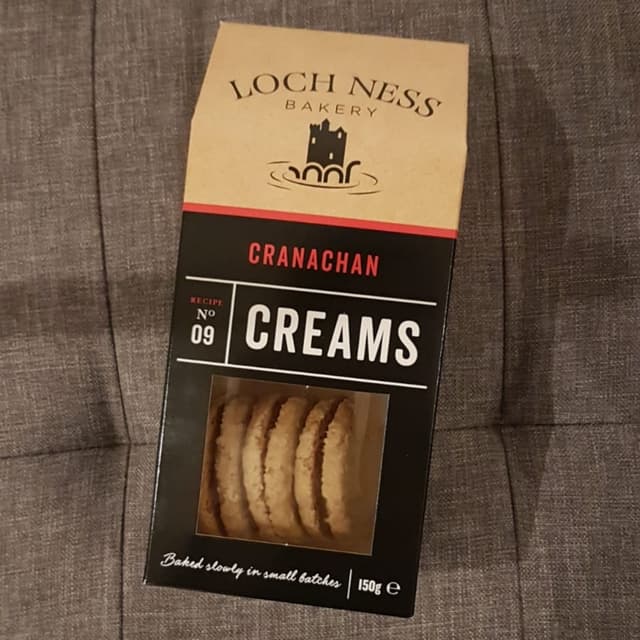 LOCH NESS
BAKERY
CRANACHAN
RECIPE
Nº
09
CREAMS
Baked slowly in small batches
150g ℮